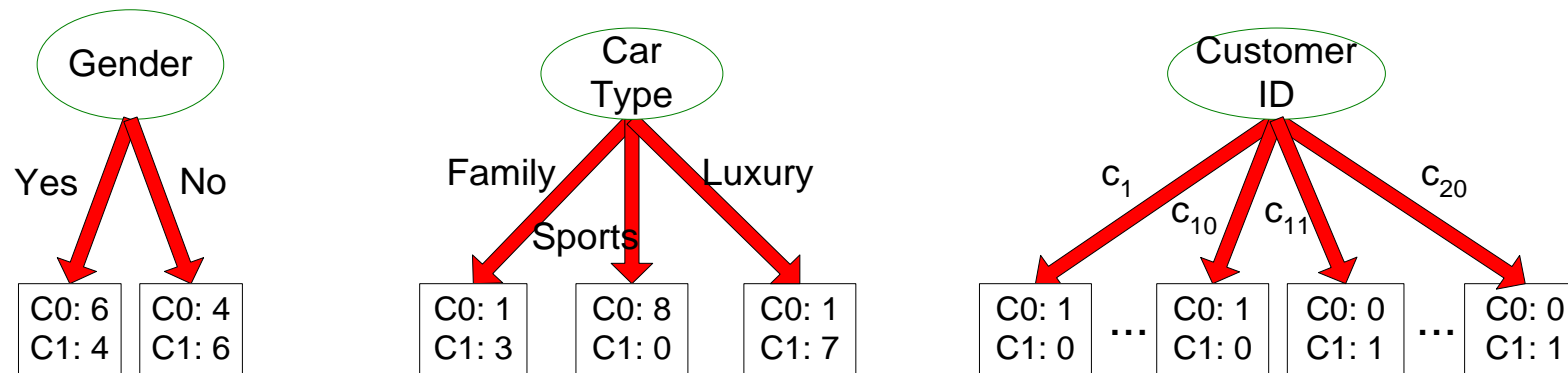 Gender
Yes
No
C0: 6
C1: 4
C0: 4
C1: 6
Car
Type
Family
Sports
Luxury
C0: 1
C1: 3
C0: 8
C1: 0
C0: 1
C1: 7
Customer
ID
c1
c10
c11
c20
C0: 1
C1: 0
...
C0: 1
C1: 0
C0: 0
C1: 1
...
C0: 0
C1: 1